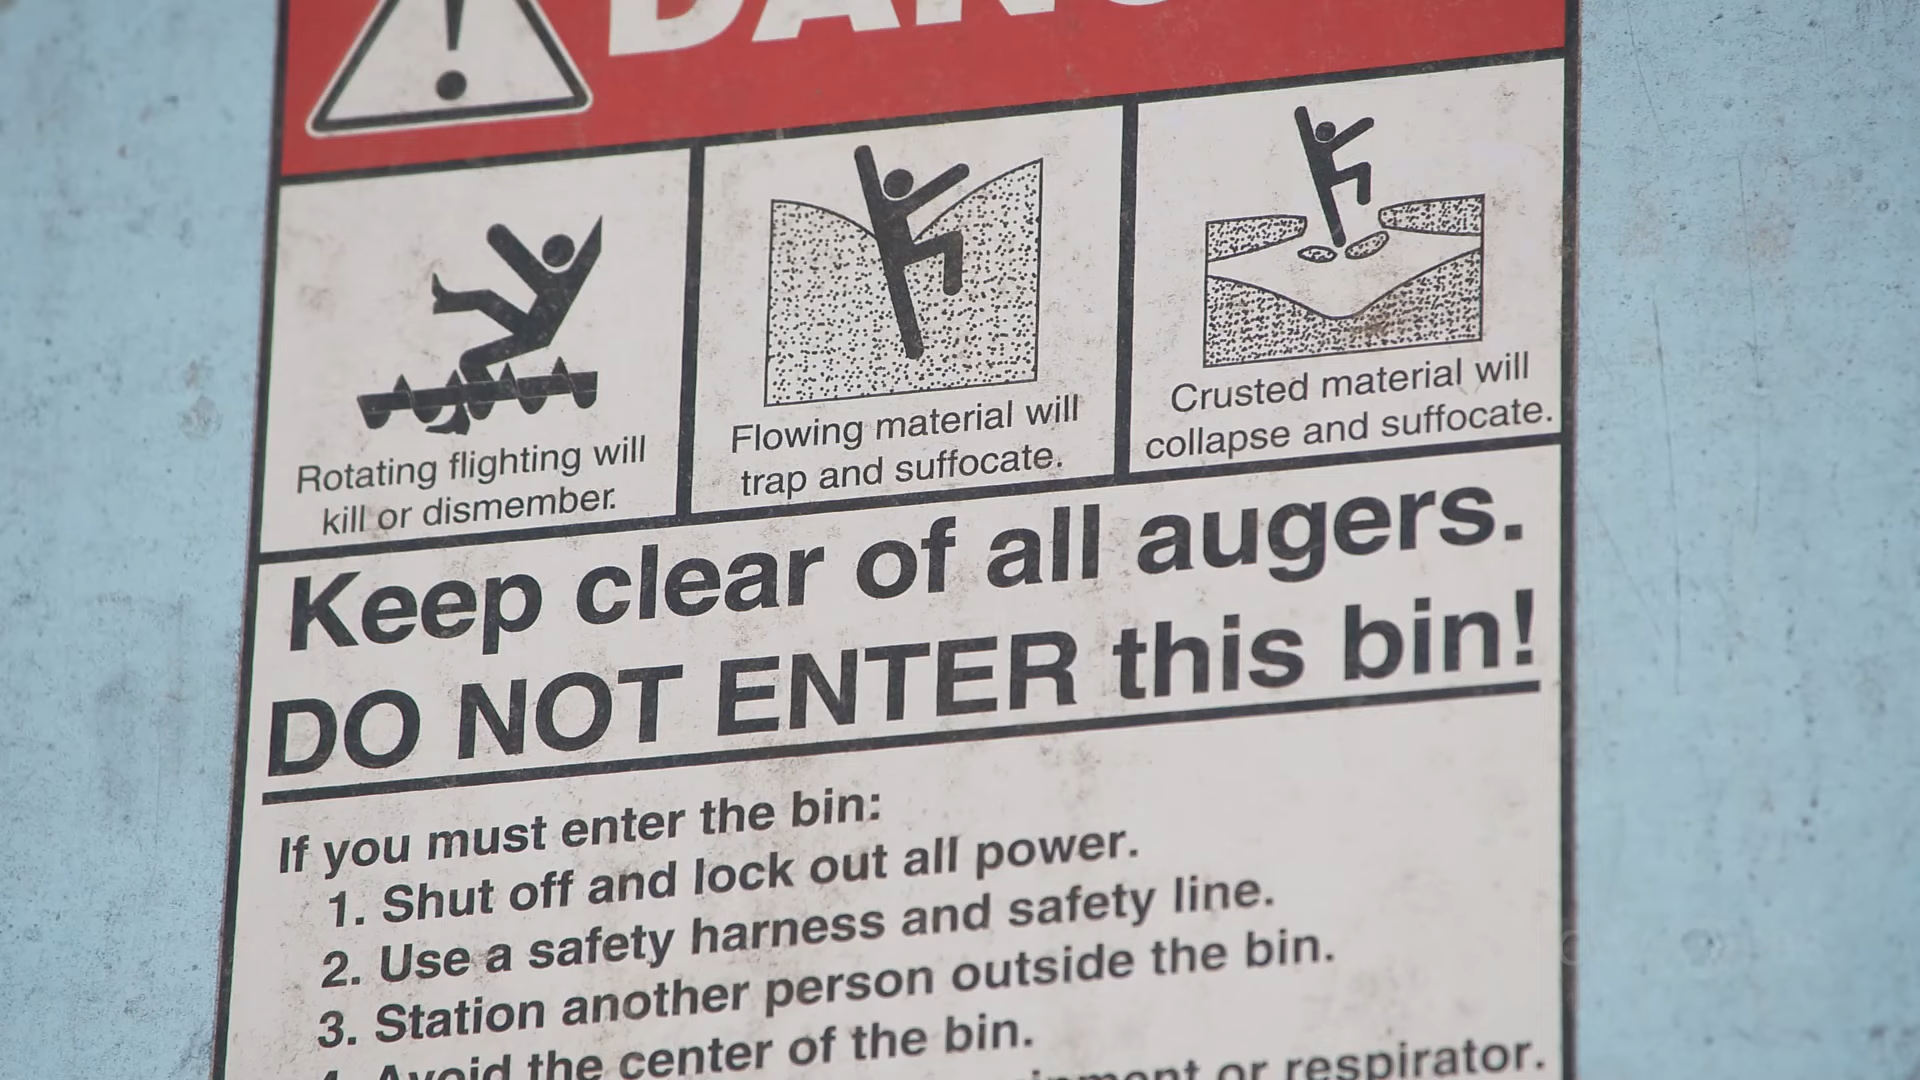 Rotating flighting will
kill or dismember.
Flowing material will
trap and suffocate.
Crusted material will
collapse and suffocate.
Keep clear of all augers.
DO NOT ENTER this bin!
If you must enter the bin:
1. Shut off and lock out all power.
2. Use a safety harness and safety line.
3. Station another person outside the bin.
4. Avoid the center of the bin.
or respirator.